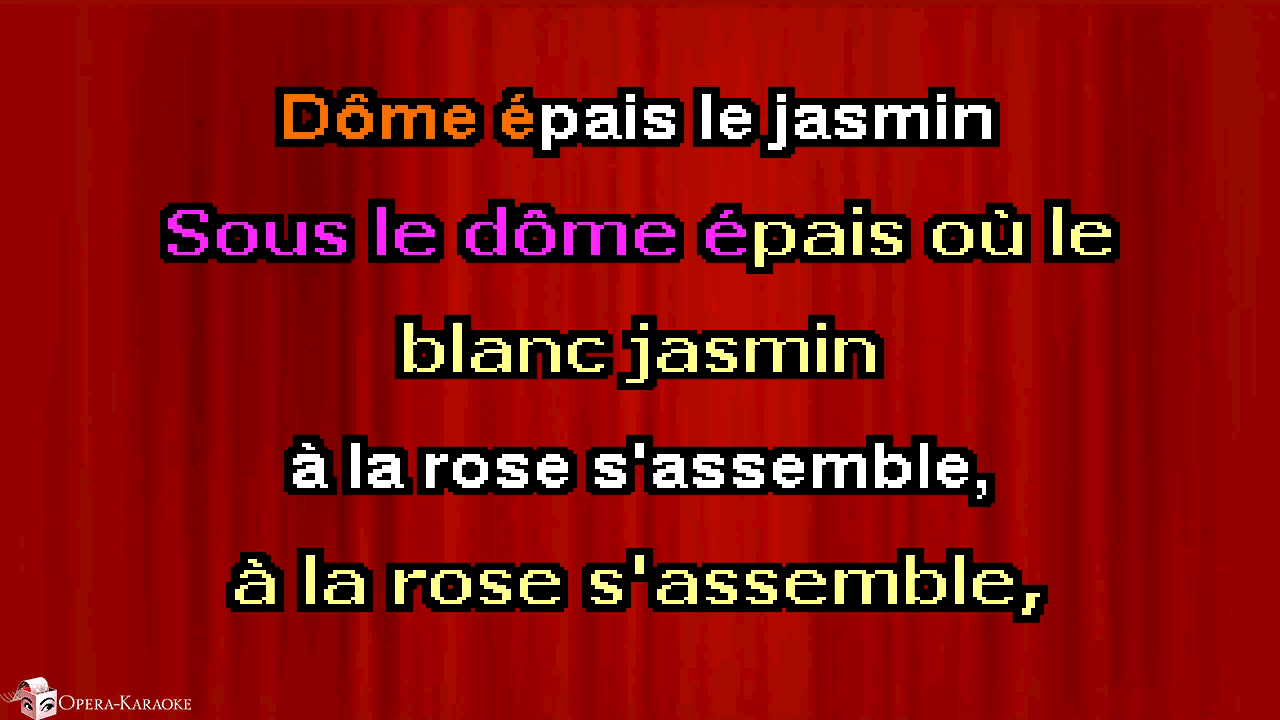 Dôme épais le jasmin
Sous le dôme épais où le
blanc jasmin
à la rose s'assemble,
à la rose s'assemble,
OPERA-KARAOKE